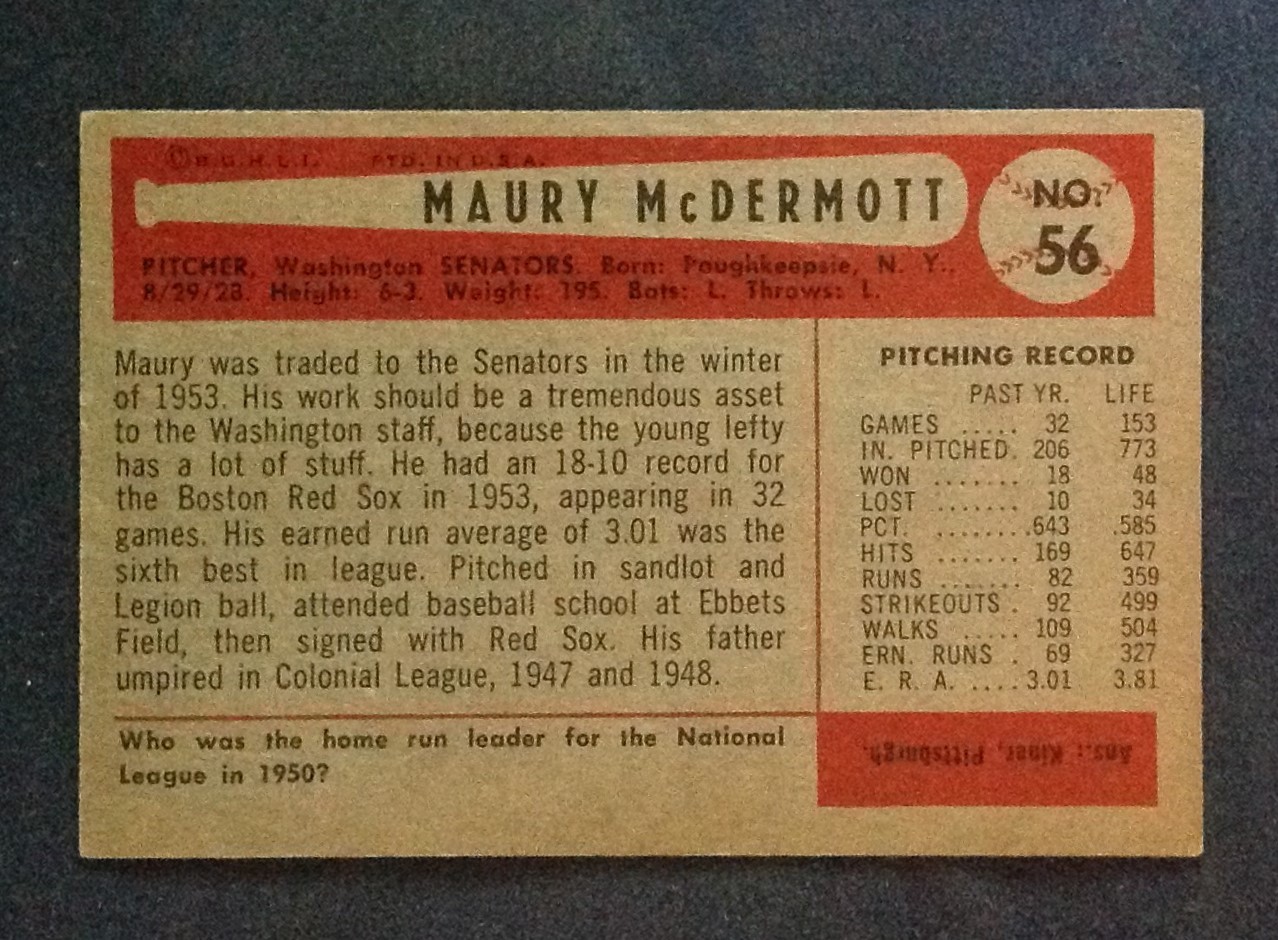 © B.G.H.L.I. PTD. IN U.S.A.
MAURY McDERMOTT
NO.
56
PITCHER, Washington SENATORS. Born: Poughkeepsie, N. Y.,
8/29/28. Height: 6-3. Weight: 195. Bats: L. Throws: L.
Maury was traded to the Senators in the winter
of 1953. His work should be a tremendous asset
to the Washington staff, because the young lefty
has a lot of stuff. He had an 18-10 record for
the Boston Red Sox in 1953, appearing in 32
games. His earned run average of 3.01 was the
sixth best in league. Pitched in sandlot and
Legion ball, attended baseball school at Ebbets
Field, then signed with Red Sox. His father
umpired in Colonial League, 1947 and 1948.
PITCHING RECORD
PAST YR. LIFE
GAMES ..... 32 153
IN. PITCHED. 206 773
WON ....... 18 48
LOST ....... 10 34
PCT. ........ .643 .585
HITS ....... 169 647
RUNS ....... 82 359
STRIKEOUTS . 92 499
WALKS ..... 109 504
ERN. RUNS . 69 327
E. R. A. .... 3.01 3.81
Who was the home run leader for the National
League in 1950?
Ans.: Kiner, Pittsburgh.